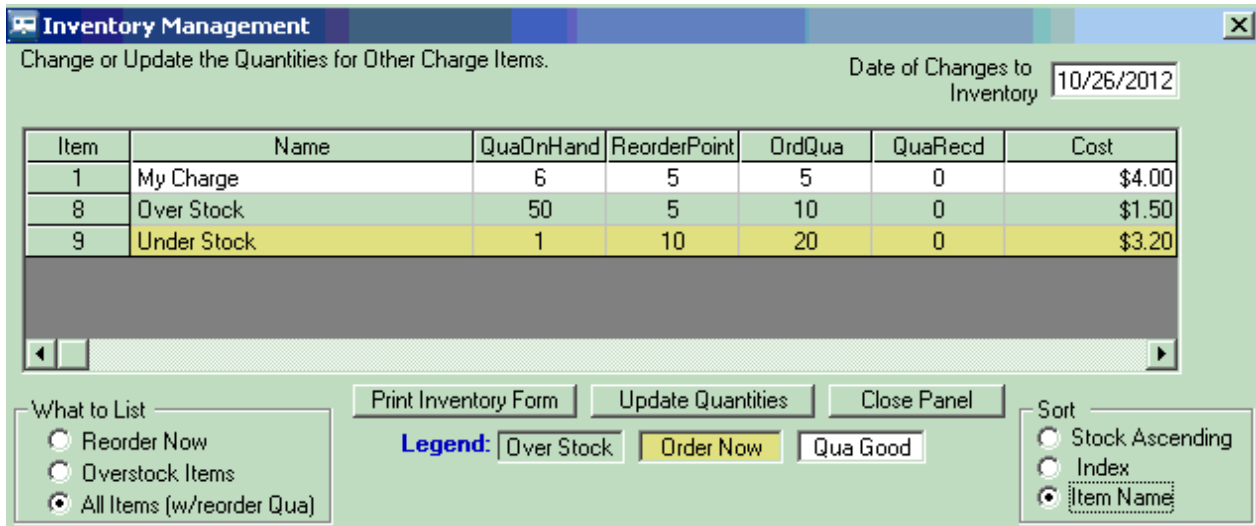 Inventory Management
Change or Update the Quantities for Other Charge Items.
Date of Changes to
Inventory
10/26/2012
Item Name QuaOnHand ReorderPoint OrdQua QuaRecd Cost
1 My Charge 6 5 5 0 $4.00
8 Over Stock 50 5 10 0 $1.50
9 Under Stock 1 10 20 0 $3.20
Print Inventory Form Update Quantities Close Panel
What to List
Reorder Now
Overstock Items
All Items (w/reorder Qua)
Legend: Over Stock Order Now Qua Good
Sort
Stock Ascending
Index
Item Name